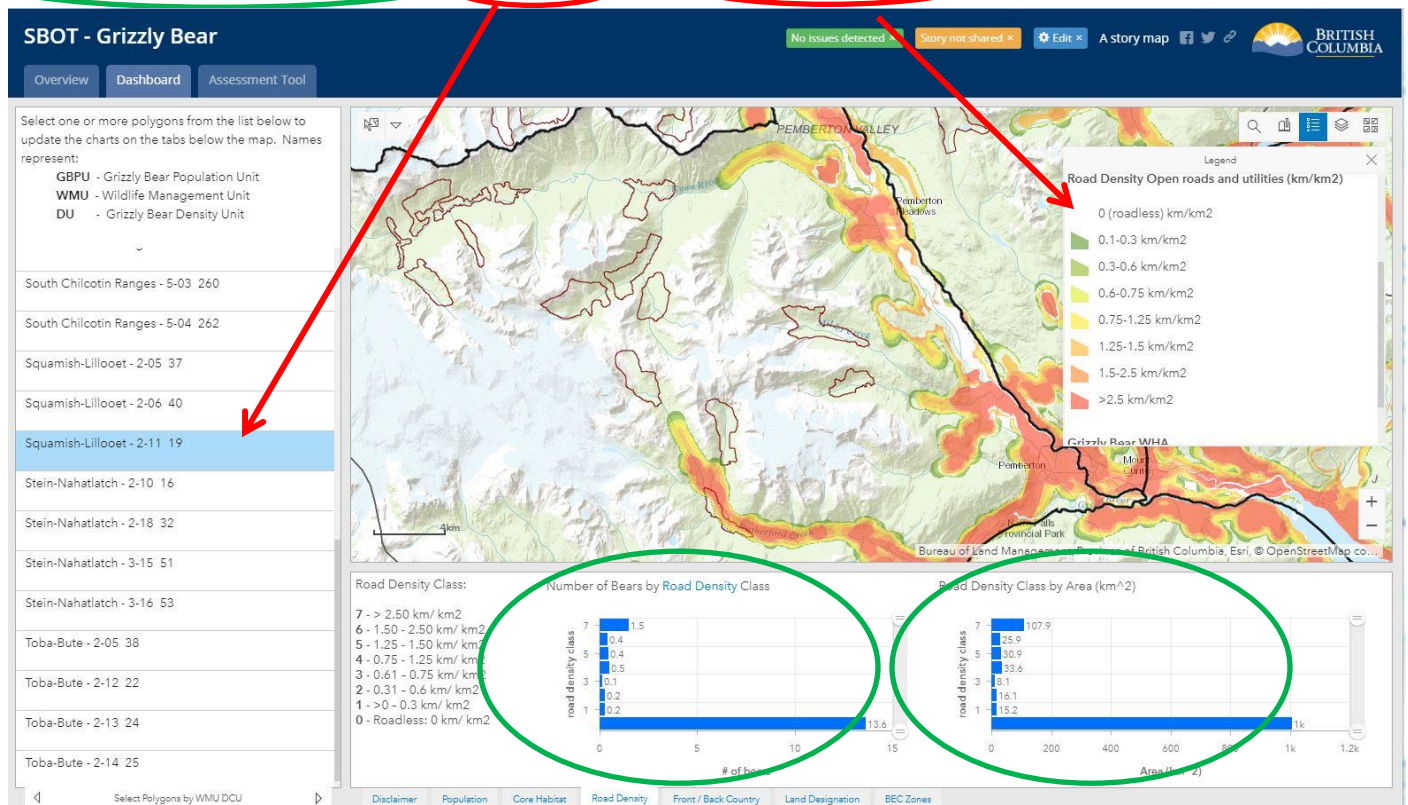 SBOT - Grizzly Bear
No issues detected ×
Story not shared ×
Edit ×
A story map
BRITISH
COLUMBIA
Overview
Dashboard
Assessment Tool
Select one or more polygons from the list below to
update the charts on the tabs below the map. Names
represent:
GBPU - Grizzly Bear Population Unit
WMU - Wildlife Management Unit
DU - Grizzly Bear Density Unit
South Chilcotin Ranges - 5-03 260
South Chilcotin Ranges - 5-04 262
Squamish-Lillooet - 2-05 37
Squamish-Lillooet - 2-06 40
Squamish-Lillooet - 2-11 19
Stein-Nahatlatch - 2-10 16
Stein-Nahatlatch - 2-18 32
Stein-Nahatlatch - 3-15 51
Stein-Nahatlatch - 3-16 53
Toba-Bute - 2-05 38
Toba-Bute - 2-12 22
Toba-Bute - 2-13 24
Toba-Bute - 2-14 25
Select Polygons by WMU DCU
PEMBERTON VALLEY
Pemberton
Meadows
Pemberton
Mount
Currie
Provincial Park
4km
Legend
Road Density Open roads and utilities (km/km2)
0 (roadless) km/km2
0.1-0.3 km/km2
0.3-0.6 km/km2
0.6-0.75 km/km2
0.75-1.25 km/km2
1.25-1.5 km/km2
1.5-2.5 km/km2
>2.5 km/km2
Grizzly Bear WHA
+
−
Bureau of Land Management, Province of British Columbia, Esri, © OpenStreetMap co...
Road Density Class:
7 - > 2.50 km/ km2
6 - 1.50 - 2.50 km/ km2
5 - 1.25 - 1.50 km/ km2
4 - 0.75 - 1.25 km/ km2
3 - 0.61 - 0.75 km/ km2
2 - 0.31 - 0.6 km/ km2
1 - >0 - 0.3 km/ km2
0 - Roadless: 0 km/ km2
Number of Bears by Road Density Class
road density class
7
5
3
1
1.5
0.4
0.4
0.5
0.1
0.2
0.2
13.6
0 5 10 15
# of bears
Road Density Class by Area (km^2)
road density class
7
5
3
1
107.9
25.9
30.9
33.6
8.1
16.1
15.2
1k
0 200 400 600 800 1k 1.2k
Area (km^2)
Disclaimer
Population
Core Habitat
Road Density
Front / Back Country
Land Designation
BEC Zones